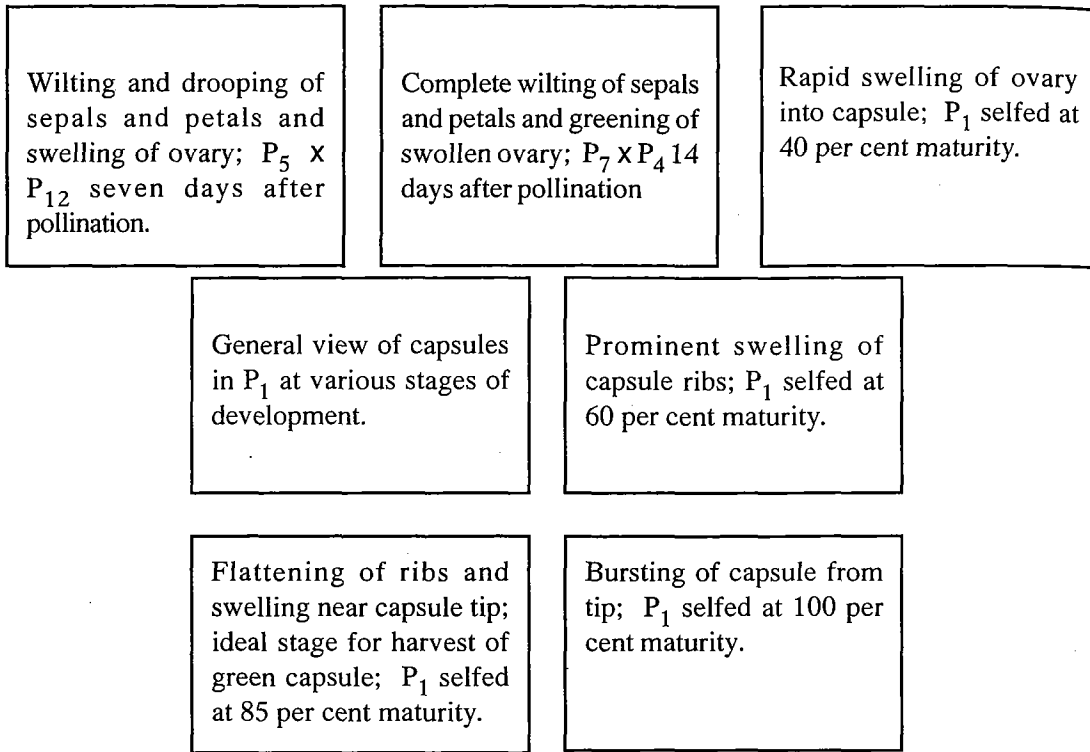 Wilting and drooping of
sepals and petals and
swelling of ovary; P5 X
P12 seven days after
pollination.
Complete wilting of sepals
and petals and greening of
swollen ovary; P7 X P4 14
days after pollination
Rapid swelling of ovary
into capsule; P1 selfed at
40 per cent maturity.
General view of capsules
in P1 at various stages of
development.
Prominent swelling of
capsule ribs; P1 selfed at
60 per cent maturity.
Flattening of ribs and
swelling near capsule tip;
ideal stage for harvest of
green capsule; P1 selfed
at 85 per cent maturity.
Bursting of capsule from
tip; P1 selfed at 100 per
cent maturity.